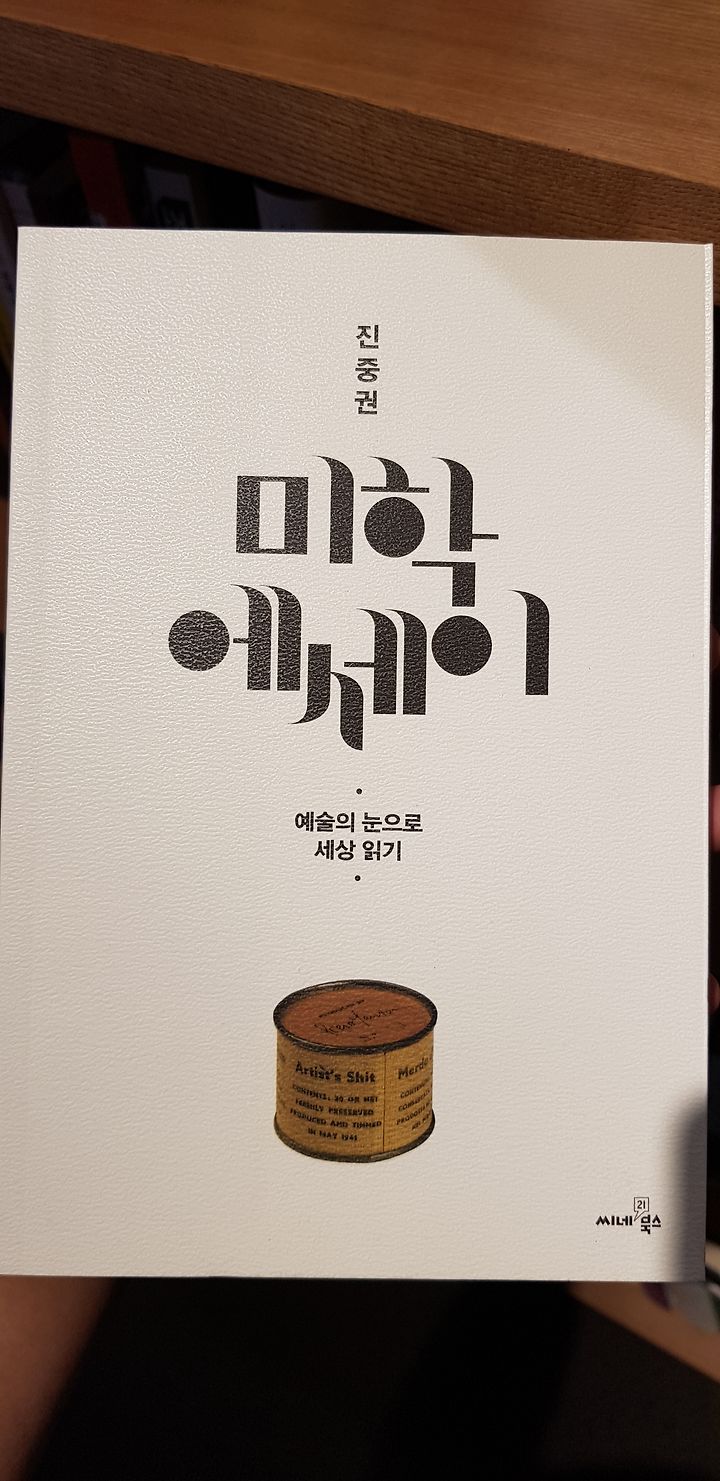 진
중
권
미학
에세이
예술의 눈으로
세상 읽기
Artist's Shit
CONTENTS: 30 GR NET
FRESHLY PRESERVED
PRODUCED AND TINNED
IN MAY 1961
Merda
씨네21북스